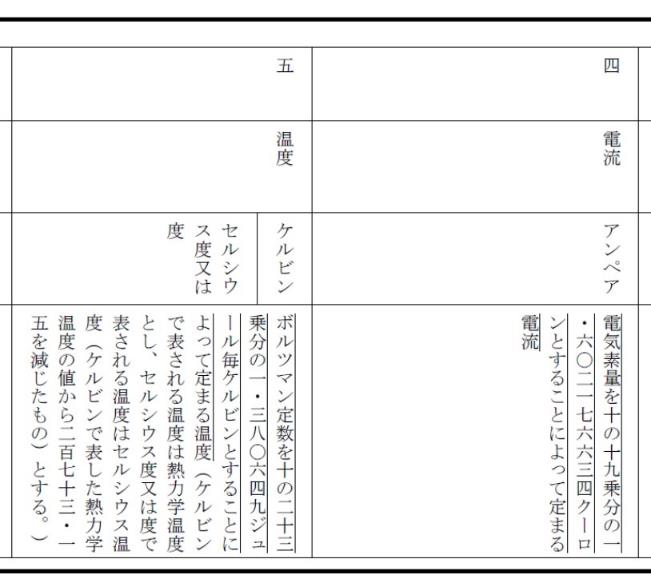 四
電流
アンペア
電気素量を十の十九乗分の一
・六〇二一七六六三四クーロ
ンとすることによって定まる
電流
五
温度
ケルビン
セルシウ
ス度又は
度
ボルツマン定数を十の二十三
乗分の一・三八〇六四九ジュ
ール毎ケルビンとすることに
よって定まる温度（ケルビン
で表される温度は熱力学温度
とし、セルシウス度又は度で
表される温度はセルシウス温
度（ケルビンで表した熱力学
温度の値から二百七十三・一
五を減じたもの）とする。）